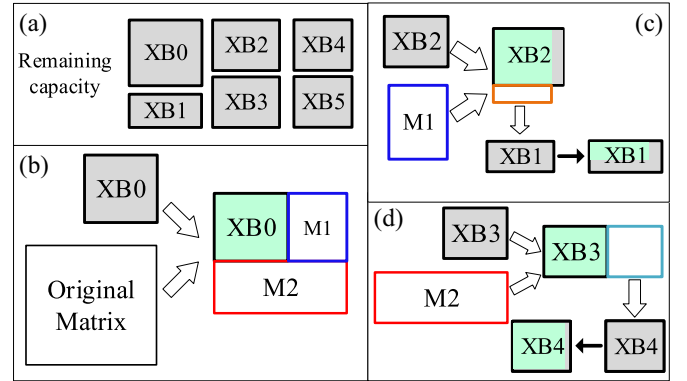 (a)
Remaining
capacity
XB0
XB2
XB4
XB1
XB3
XB5
(b)
XB0
Original
Matrix
XB0
M1
M2
(c)
XB2
M1
XB2
XB1
XB1
(d)
XB3
M2
XB3
XB4
XB4